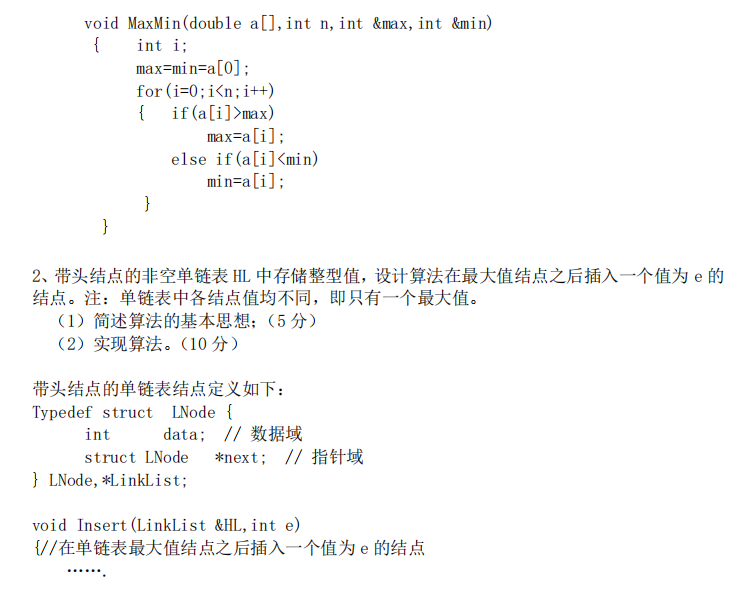 void MaxMin(double a[],int n,int &max,int &min)
{    int i;
max=min=a[0];
for(i=0;i<n;i++)
{   if(a[i]>max)
max=a[i];
else if(a[i]<min)
min=a[i];
}
}
2、带头结点的非空单链表 HL 中存储整型值，设计算法在最大值结点之后插入一个值为 e 的
结点。注：单链表中各结点值均不同，即只有一个最大值。
（1）简述算法的基本思想；（5 分）
（2）实现算法。（10 分）
带头结点的单链表结点定义如下：
Typedef struct  LNode {
int      data;  // 数据域
struct LNode   *next;  // 指针域
} LNode,*LinkList;
void Insert(LinkList &HL,int e)
{//在单链表最大值结点之后插入一个值为 e 的结点
…….